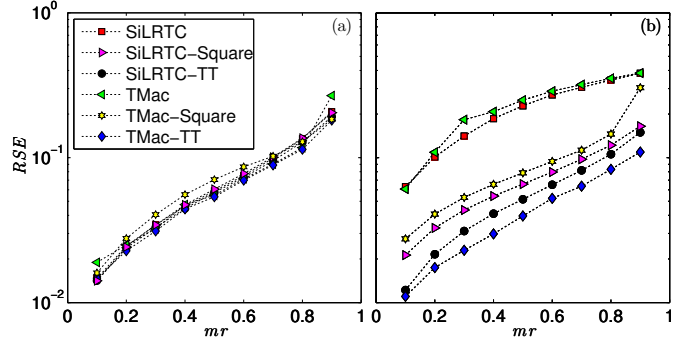 (a)
(b)
SiLRTC
SiLRTC−Square
SiLRTC−TT
TMac
TMac−Square
TMac−TT
RSE
10^0
10^{-1}
10^{-2}
0 0.2 0.4 0.6 0.8 1
0 0.2 0.4 0.6 0.8 1
mr
mr